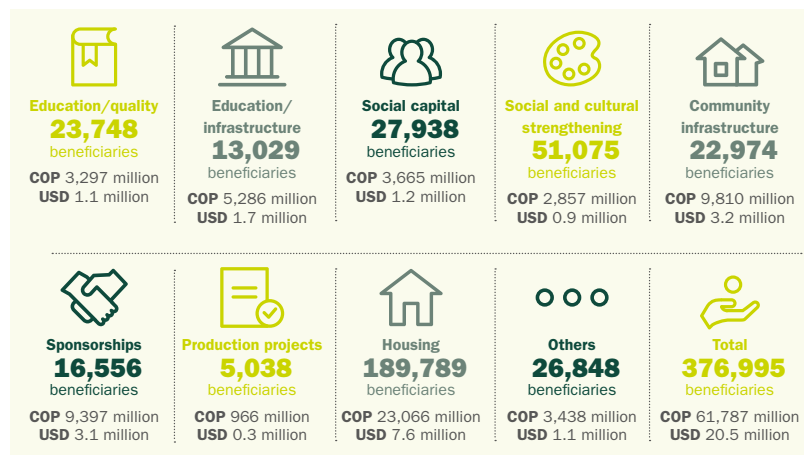 Education/quality
23,748
beneficiaries
COP 3,297 million
USD 1.1 million
Education/
infrastructure
13,029
beneficiaries
COP 5,286 million
USD 1.7 million
Social capital
27,938
beneficiaries
COP 3,665 million
USD 1.2 million
Social and cultural
strengthening
51,075
beneficiaries
COP 2,857 million
USD 0.9 million
Community
infrastructure
22,974
beneficiaries
COP 9,810 million
USD 3.2 million
Sponsorships
16,556
beneficiaries
COP 9,397 million
USD 3.1 million
Production projects
5,038
beneficiaries
COP 966 million
USD 0.3 million
Housing
189,789
beneficiaries
COP 23,066 million
USD 7.6 million
Others
26,848
beneficiaries
COP 3,438 million
USD 1.1 million
Total
376,995
beneficiaries
COP 61,787 million
USD 20.5 million